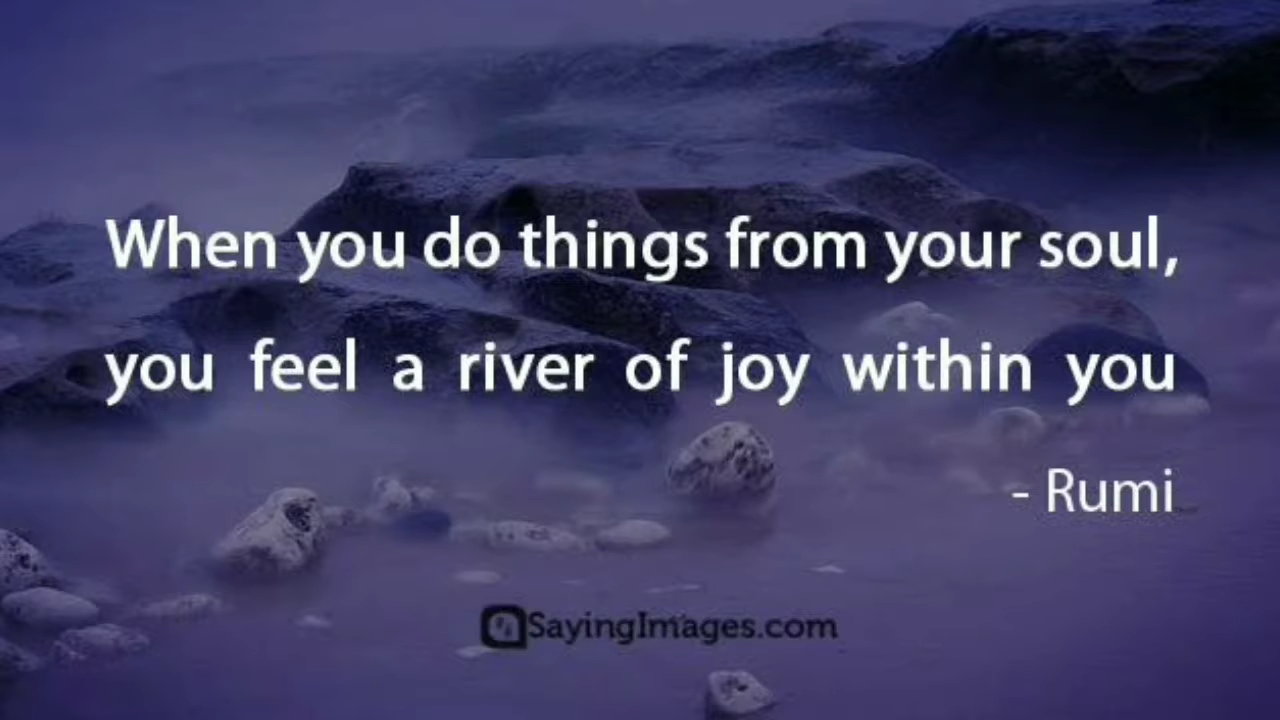 When you do things from your soul,
you feel a river of joy within you
- Rumi
SayingImages.com